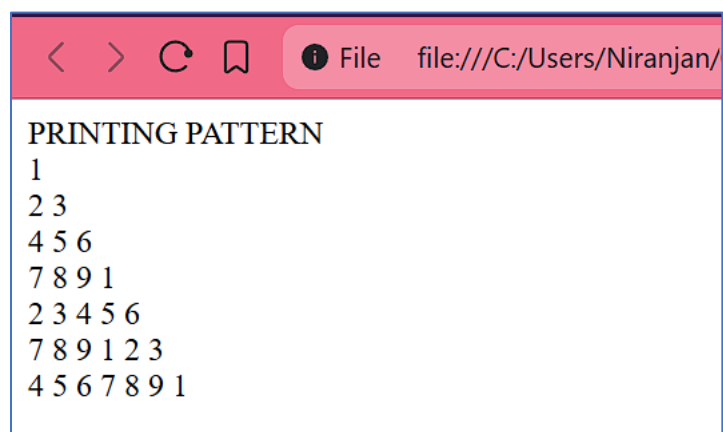 File file:///C:/Users/Niranjan/
PRINTING PATTERN
1
2 3
4 5 6
7 8 9 1
2 3 4 5 6
7 8 9 1 2 3
4 5 6 7 8 9 1